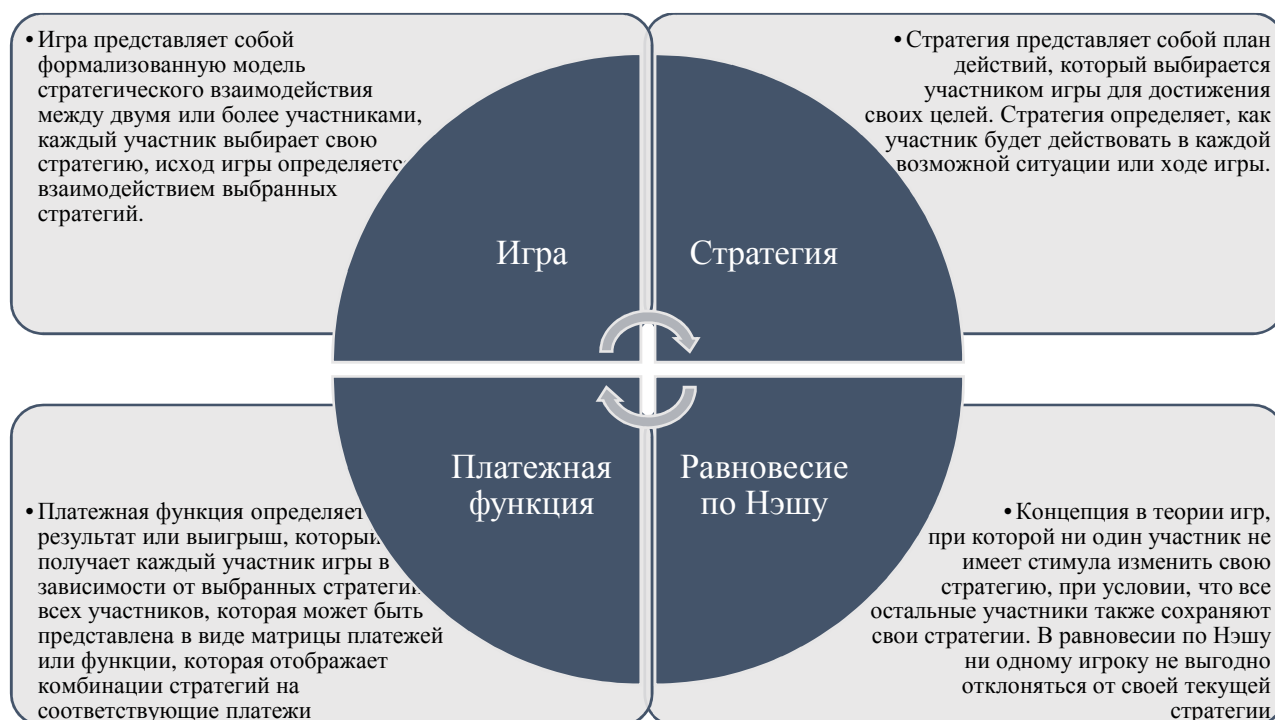 • Игра представляет собой
формализованную модель
стратегического взаимодействия
между двумя или более участниками,
каждый участник выбирает свою
стратегию, исход игры определяетс
взаимодействием выбранных
стратегий.
• Стратегия представляет собой план
действий, который выбирается
участником игры для достижения
своих целей. Стратегия определяет, как
участник будет действовать в каждой
возможной ситуации или ходе игры.
Игра
Стратегия
Платежная
функция
Равновесие
по Нэшу
• Платежная функция определяет
результат или выигрыш, который
получает каждый участник игры в
зависимости от выбранных стратегий
всех участников, которая может быть
представлена в виде матрицы платежей
или функции, которая отображает
комбинации стратегий на
соответствующие платежи
• Концепция в теории игр,
при которой ни один участник не
имеет стимула изменить свою
стратегию, при условии, что все
остальные участники также сохраняют
свои стратегии. В равновесии по Нэшу
ни одному игроку не выгодно
отклоняться от своей текущей
стратегии